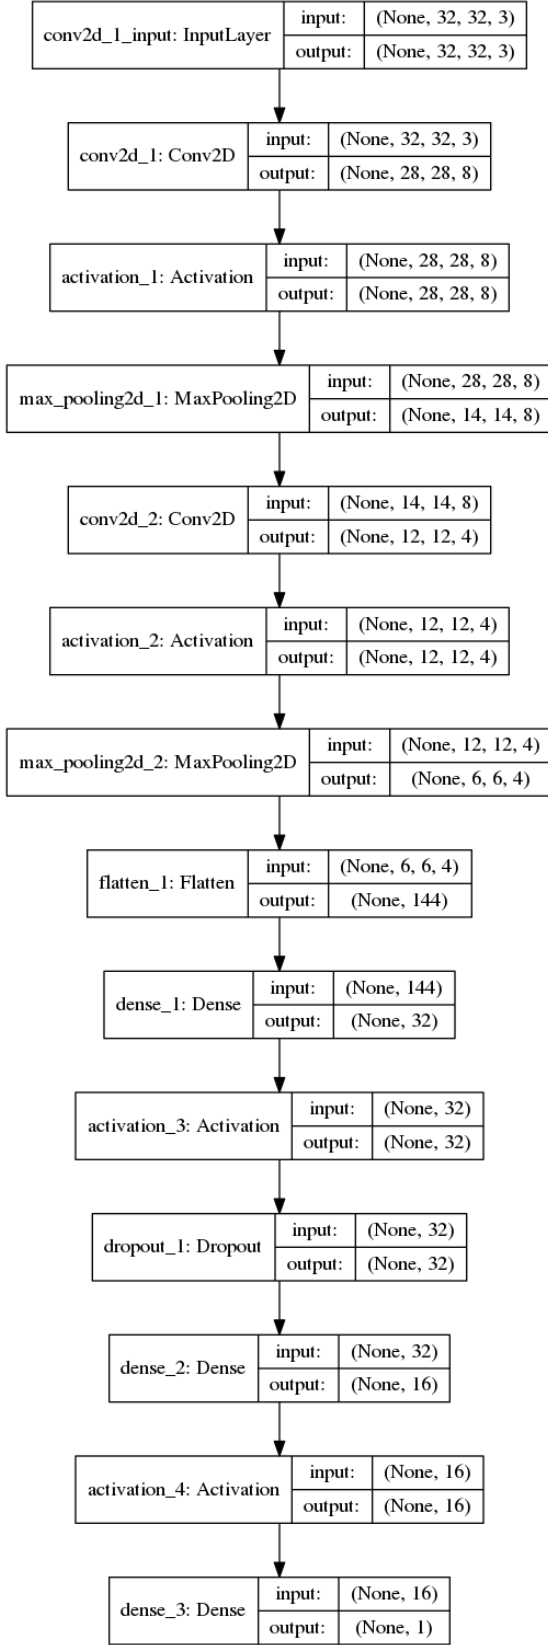 conv2d_1_input: InputLayer
input: (None, 32, 32, 3)
output: (None, 32, 32, 3)
conv2d_1: Conv2D
input: (None, 32, 32, 3)
output: (None, 28, 28, 8)
activation_1: Activation
input: (None, 28, 28, 8)
output: (None, 28, 28, 8)
max_pooling2d_1: MaxPooling2D
input: (None, 28, 28, 8)
output: (None, 14, 14, 8)
conv2d_2: Conv2D
input: (None, 14, 14, 8)
output: (None, 12, 12, 4)
activation_2: Activation
input: (None, 12, 12, 4)
output: (None, 12, 12, 4)
max_pooling2d_2: MaxPooling2D
input: (None, 12, 12, 4)
output: (None, 6, 6, 4)
flatten_1: Flatten
input: (None, 6, 6, 4)
output: (None, 144)
dense_1: Dense
input: (None, 144)
output: (None, 32)
activation_3: Activation
input: (None, 32)
output: (None, 32)
dropout_1: Dropout
input: (None, 32)
output: (None, 32)
dense_2: Dense
input: (None, 32)
output: (None, 16)
activation_4: Activation
input: (None, 16)
output: (None, 16)
dense_3: Dense
input: (None, 16)
output: (None, 1)